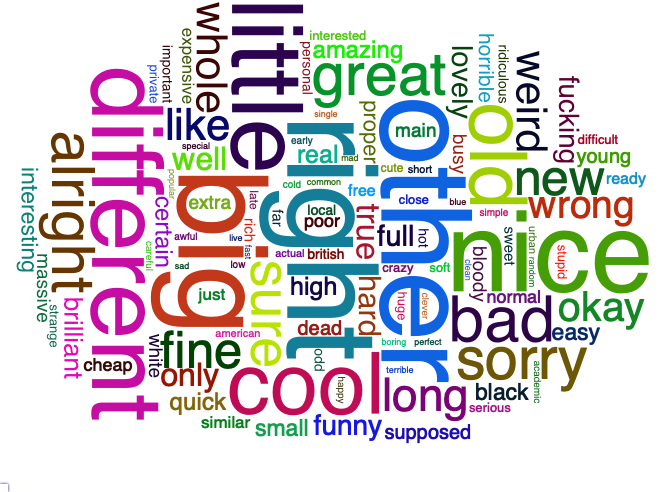 little
whole
expensive
important
private
personal
interested
amazing
great
lovely
horrible
ridiculous
weird
fucking
difficult
young
ready
different
like
special
well
popular
single
early
real
mad
proper
cute
main
short
busy
old
new
wrong
simple
alright
interesting
massive
strange
brilliant
certain
careful
extra
big
awful
sad
late
rich
live
fast
low
cold
common
right
free
far
local
poor
true
actual
british
other
close
blue
full
hot
crazy
soft
nice
sweet
urban
random
stupid
clean
bloody
normal
okay
just
american
sure
high
dead
odd
hard
huge
clever
boring
perfect
terrible
bad
easy
sorry
academic
cheap
white
fine
only
quick
cool
happy
long
black
serious
similar
small
funny
supposed